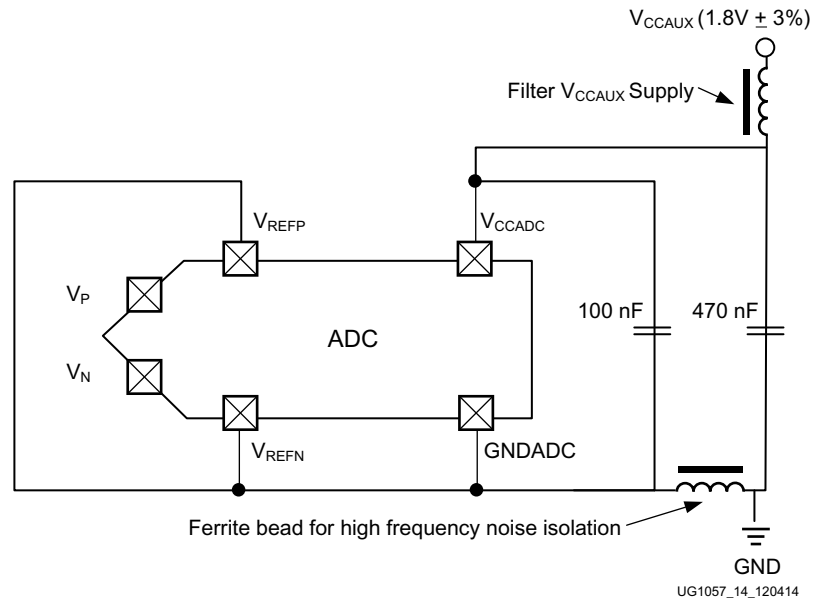 VCCAUX (1.8V ± 3%)
Filter VCCAUX Supply
VREFP
VCCADC
VP
100 nF
470 nF
ADC
VN
VREFN
GNDADC
Ferrite bead for high frequency noise isolation
GND
UG1057_14_120414